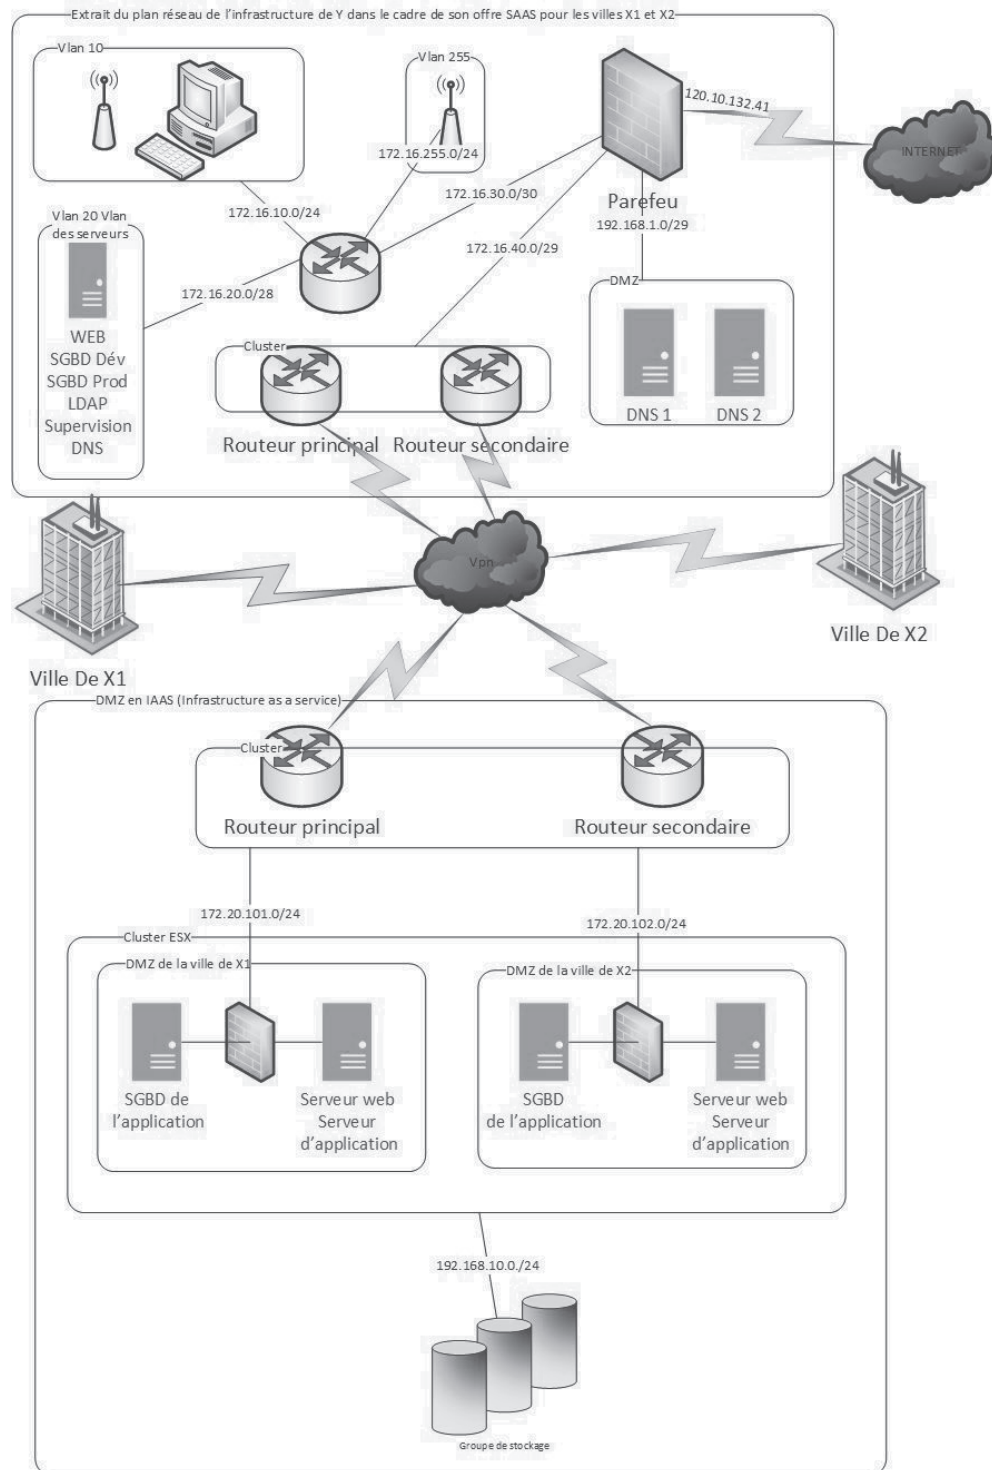 Extrait du plan réseau de l'infrastructure de Y dans le cadre de son offre SAAS pour les villes X1 et X2
Vlan 10
Vlan 255
120.10.132.41
INTERNET
172.16.255.0/24
172.16.30.0/30
Parefeu
172.16.10.0/24
192.168.1.0/29
Vlan 20 Vlan
des serveurs
172.16.40.0/29
DMZ
172.16.20.0/28
WEB
SGBD Dév
SGBD Prod
LDAP
Supervision
DNS
Cluster
DNS 1
DNS 2
Routeur principal
Routeur secondaire
Vpn
Ville De X2
Ville De X1
DMZ en IAAS (Infrastructure as a service)
Cluster
Routeur principal
Routeur secondaire
172.20.101.0/24
172.20.102.0/24
Cluster ESX
DMZ de la ville de X1
DMZ de la ville de X2
SGBD de
l'application
Serveur web
Serveur
d'application
SGBD
de l'application
Serveur web
Serveur
d'application
192.168.10.0./24
Groupe de stockage